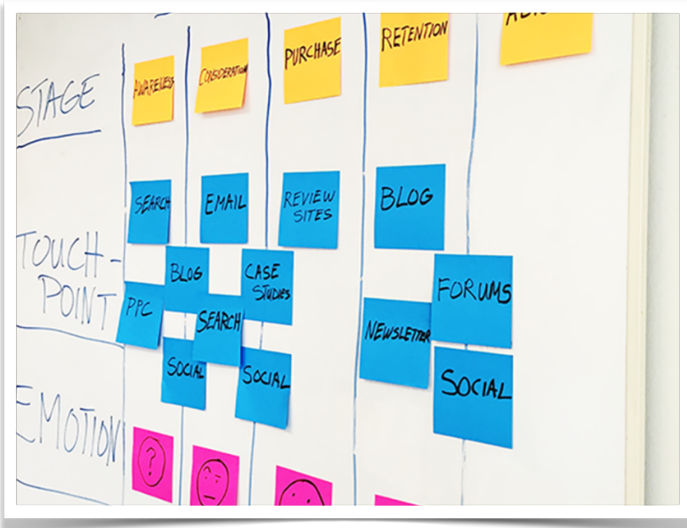 STAGE
AWARENESS
CONSIDERATION
PURCHASE
RETENTION
TOUCH-
POINT
SEARCH
EMAIL
REVIEW
SITES
BLOG
BLOG
CASE
STUDIES
FORUMS
PPC
SEARCH
NEWSLETTER
SOCIAL
SOCIAL
SOCIAL
EMOTION
?